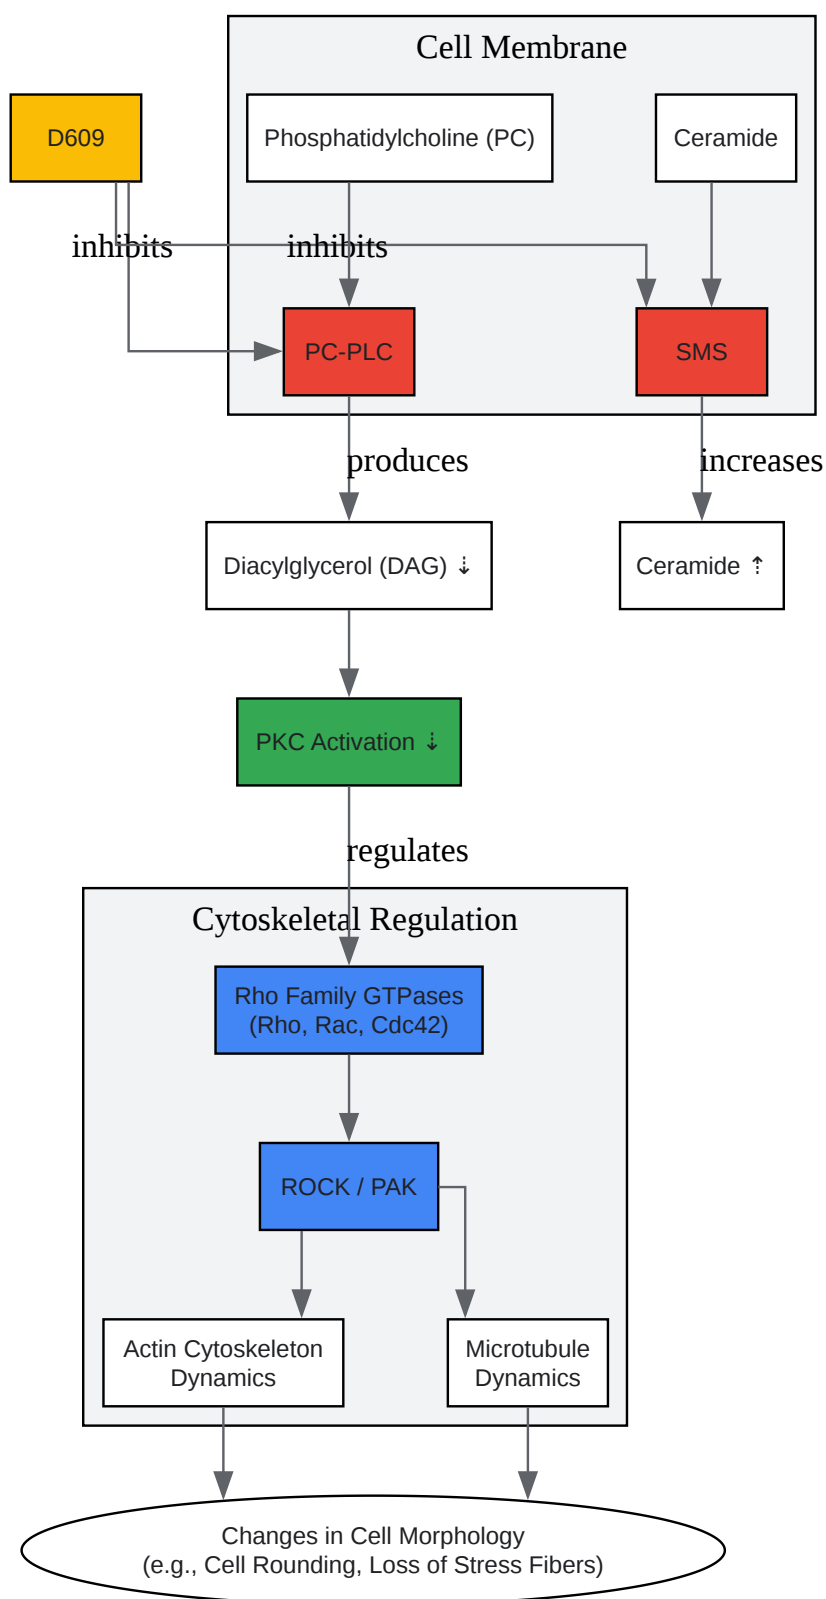 Cell Membrane
D609
Phosphatidylcholine (PC)
Ceramide
inhibits
inhibits
PC-PLC
SMS
produces
increases
Diacylglycerol (DAG) ⇣
Ceramide ⇡
PKC Activation ⇣
regulates
Cytoskeletal Regulation
Rho Family GTPases
(Rho, Rac, Cdc42)
ROCK / PAK
Actin Cytoskeleton
Dynamics
Microtubule
Dynamics
Changes in Cell Morphology
(e.g., Cell Rounding, Loss of Stress Fibers)